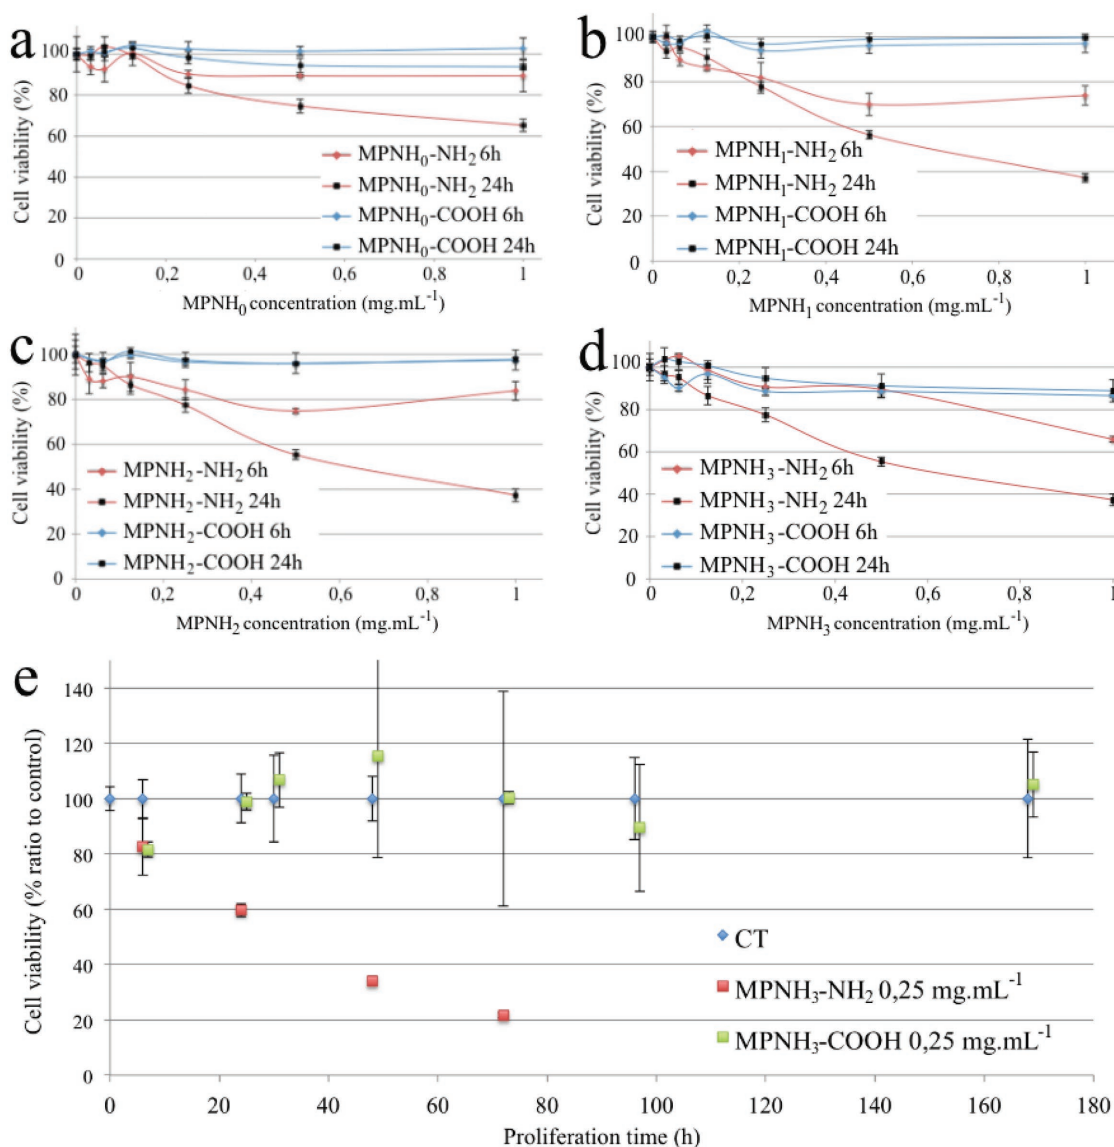 a
Cell viability (%)
100
80
60
40
20
0
MPNH₀-NH₂ 6h
MPNH₀-NH₂ 24h
MPNH₀-COOH 6h
MPNH₀-COOH 24h
0 0,2 0,4 0,6 0,8 1
MPNH₀ concentration (mg.mL⁻¹)
b
Cell viability (%)
100
80
60
40
20
0
MPNH₁-NH₂ 6h
MPNH₁-NH₂ 24h
MPNH₁-COOH 6h
MPNH₁-COOH 24h
0 0,2 0,4 0,6 0,8 1
MPNH₁ concentration (mg.mL⁻¹)
c
Cell viability (%)
100
80
60
40
20
0
MPNH₂-NH₂ 6h
MPNH₂-NH₂ 24h
MPNH₂-COOH 6h
MPNH₂-COOH 24h
0 0,2 0,4 0,6 0,8 1
MPNH₂ concentration (mg.mL⁻¹)
d
Cell viability (%)
100
80
60
40
20
0
MPNH₃-NH₂ 6h
MPNH₃-NH₂ 24h
MPNH₃-COOH 6h
MPNH₃-COOH 24h
0 0,2 0,4 0,6 0,8 1
MPNH₃ concentration (mg.mL⁻¹)
e
Cell viability (% ratio to control)
140
120
100
80
60
40
20
0
CT
MPNH₃-NH₂ 0,25 mg.mL⁻¹
MPNH₃-COOH 0,25 mg.mL⁻¹
0 20 40 60 80 100 120 140 160 180
Proliferation time (h)